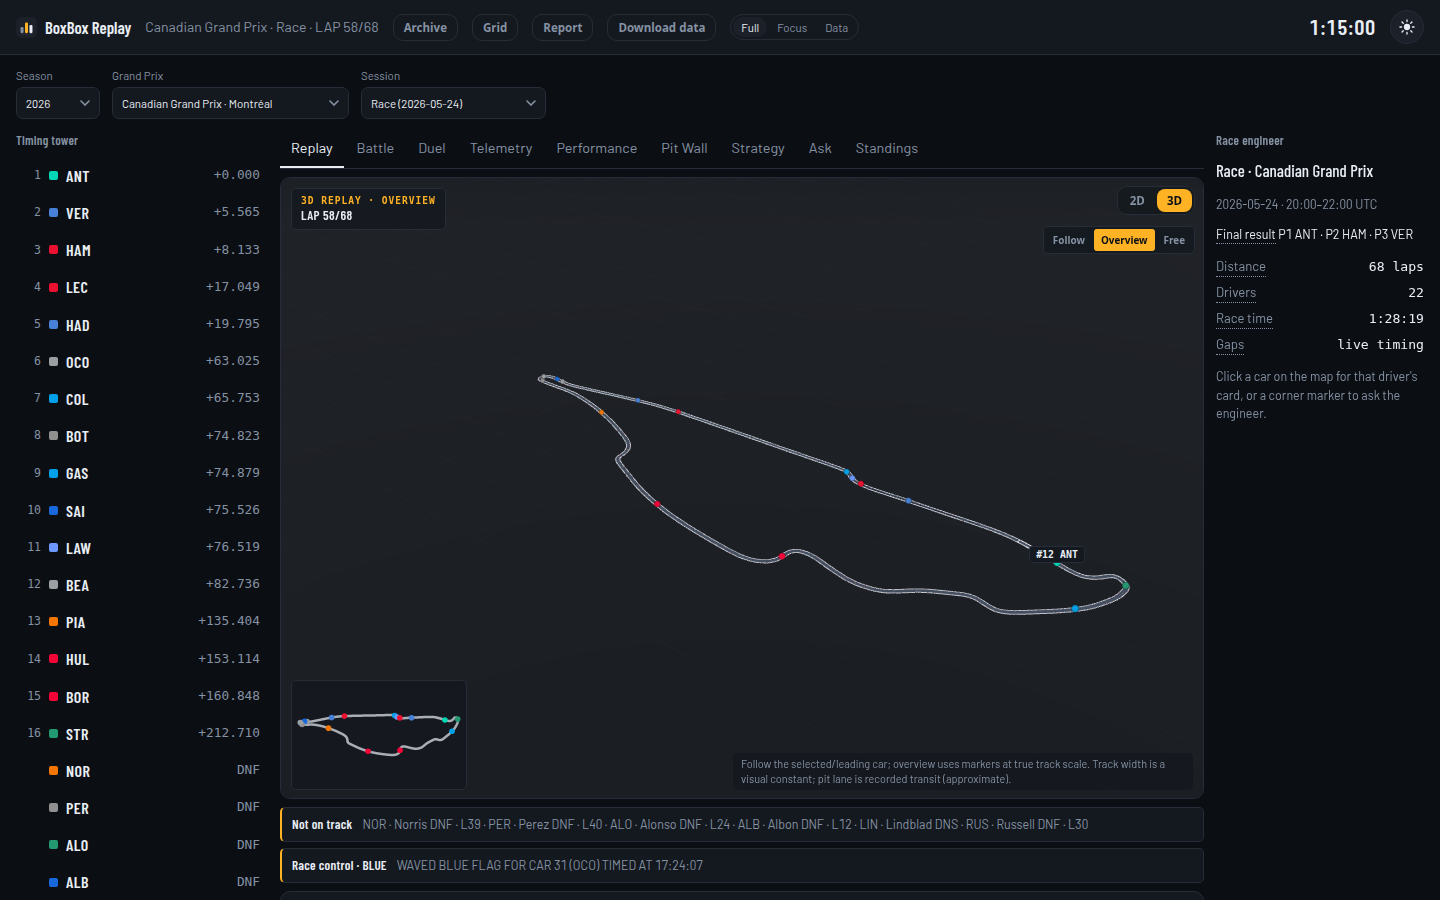 BoxBox Replay
Canadian Grand Prix · Race · LAP 58/68
Archive
Grid
Report
Download data
Full
Focus
Data
1:15:00
Season
Grand Prix
Session
2026
Canadian Grand Prix · Montréal
Race (2026-05-24)
Timing tower
1 ANT +0.000
2 VER +5.565
3 HAM +8.133
4 LEC +17.049
5 HAD +19.795
6 OCO +63.025
7 COL +65.753
8 BOT +74.823
9 GAS +74.879
10 SAI +75.526
11 LAW +76.519
12 BEA +82.736
13 PIA +135.404
14 HUL +153.114
15 BOR +160.848
16 STR +212.710
NOR DNF
PER DNF
ALO DNF
ALB DNF
Replay
Battle
Duel
Telemetry
Performance
Pit Wall
Strategy
Ask
Standings
3D REPLAY · OVERVIEW
LAP 58/68
2D
3D
Follow
Overview
Free
#12 ANT
Follow the selected/leading car; overview uses markers at true track scale. Track width is a
visual constant; pit lane is recorded transit (approximate).
Not on track NOR · Norris DNF · L39 · PER · Perez DNF · L40 · ALO · Alonso DNF · L24 · ALB · Albon DNF · L12 · LIN · Lindblad DNS · RUS · Russell DNF · L30
Race control · BLUE WAVED BLUE FLAG FOR CAR 31 (OCO) TIMED AT 17:24:07
Race engineer
Race · Canadian Grand Prix
2026-05-24 · 20:00–22:00 UTC
Final result P1 ANT · P2 HAM · P3 VER
Distance 68 laps
Drivers 22
Race time 1:28:19
Gaps live timing
Click a car on the map for that driver's
card, or a corner marker to ask the
engineer.